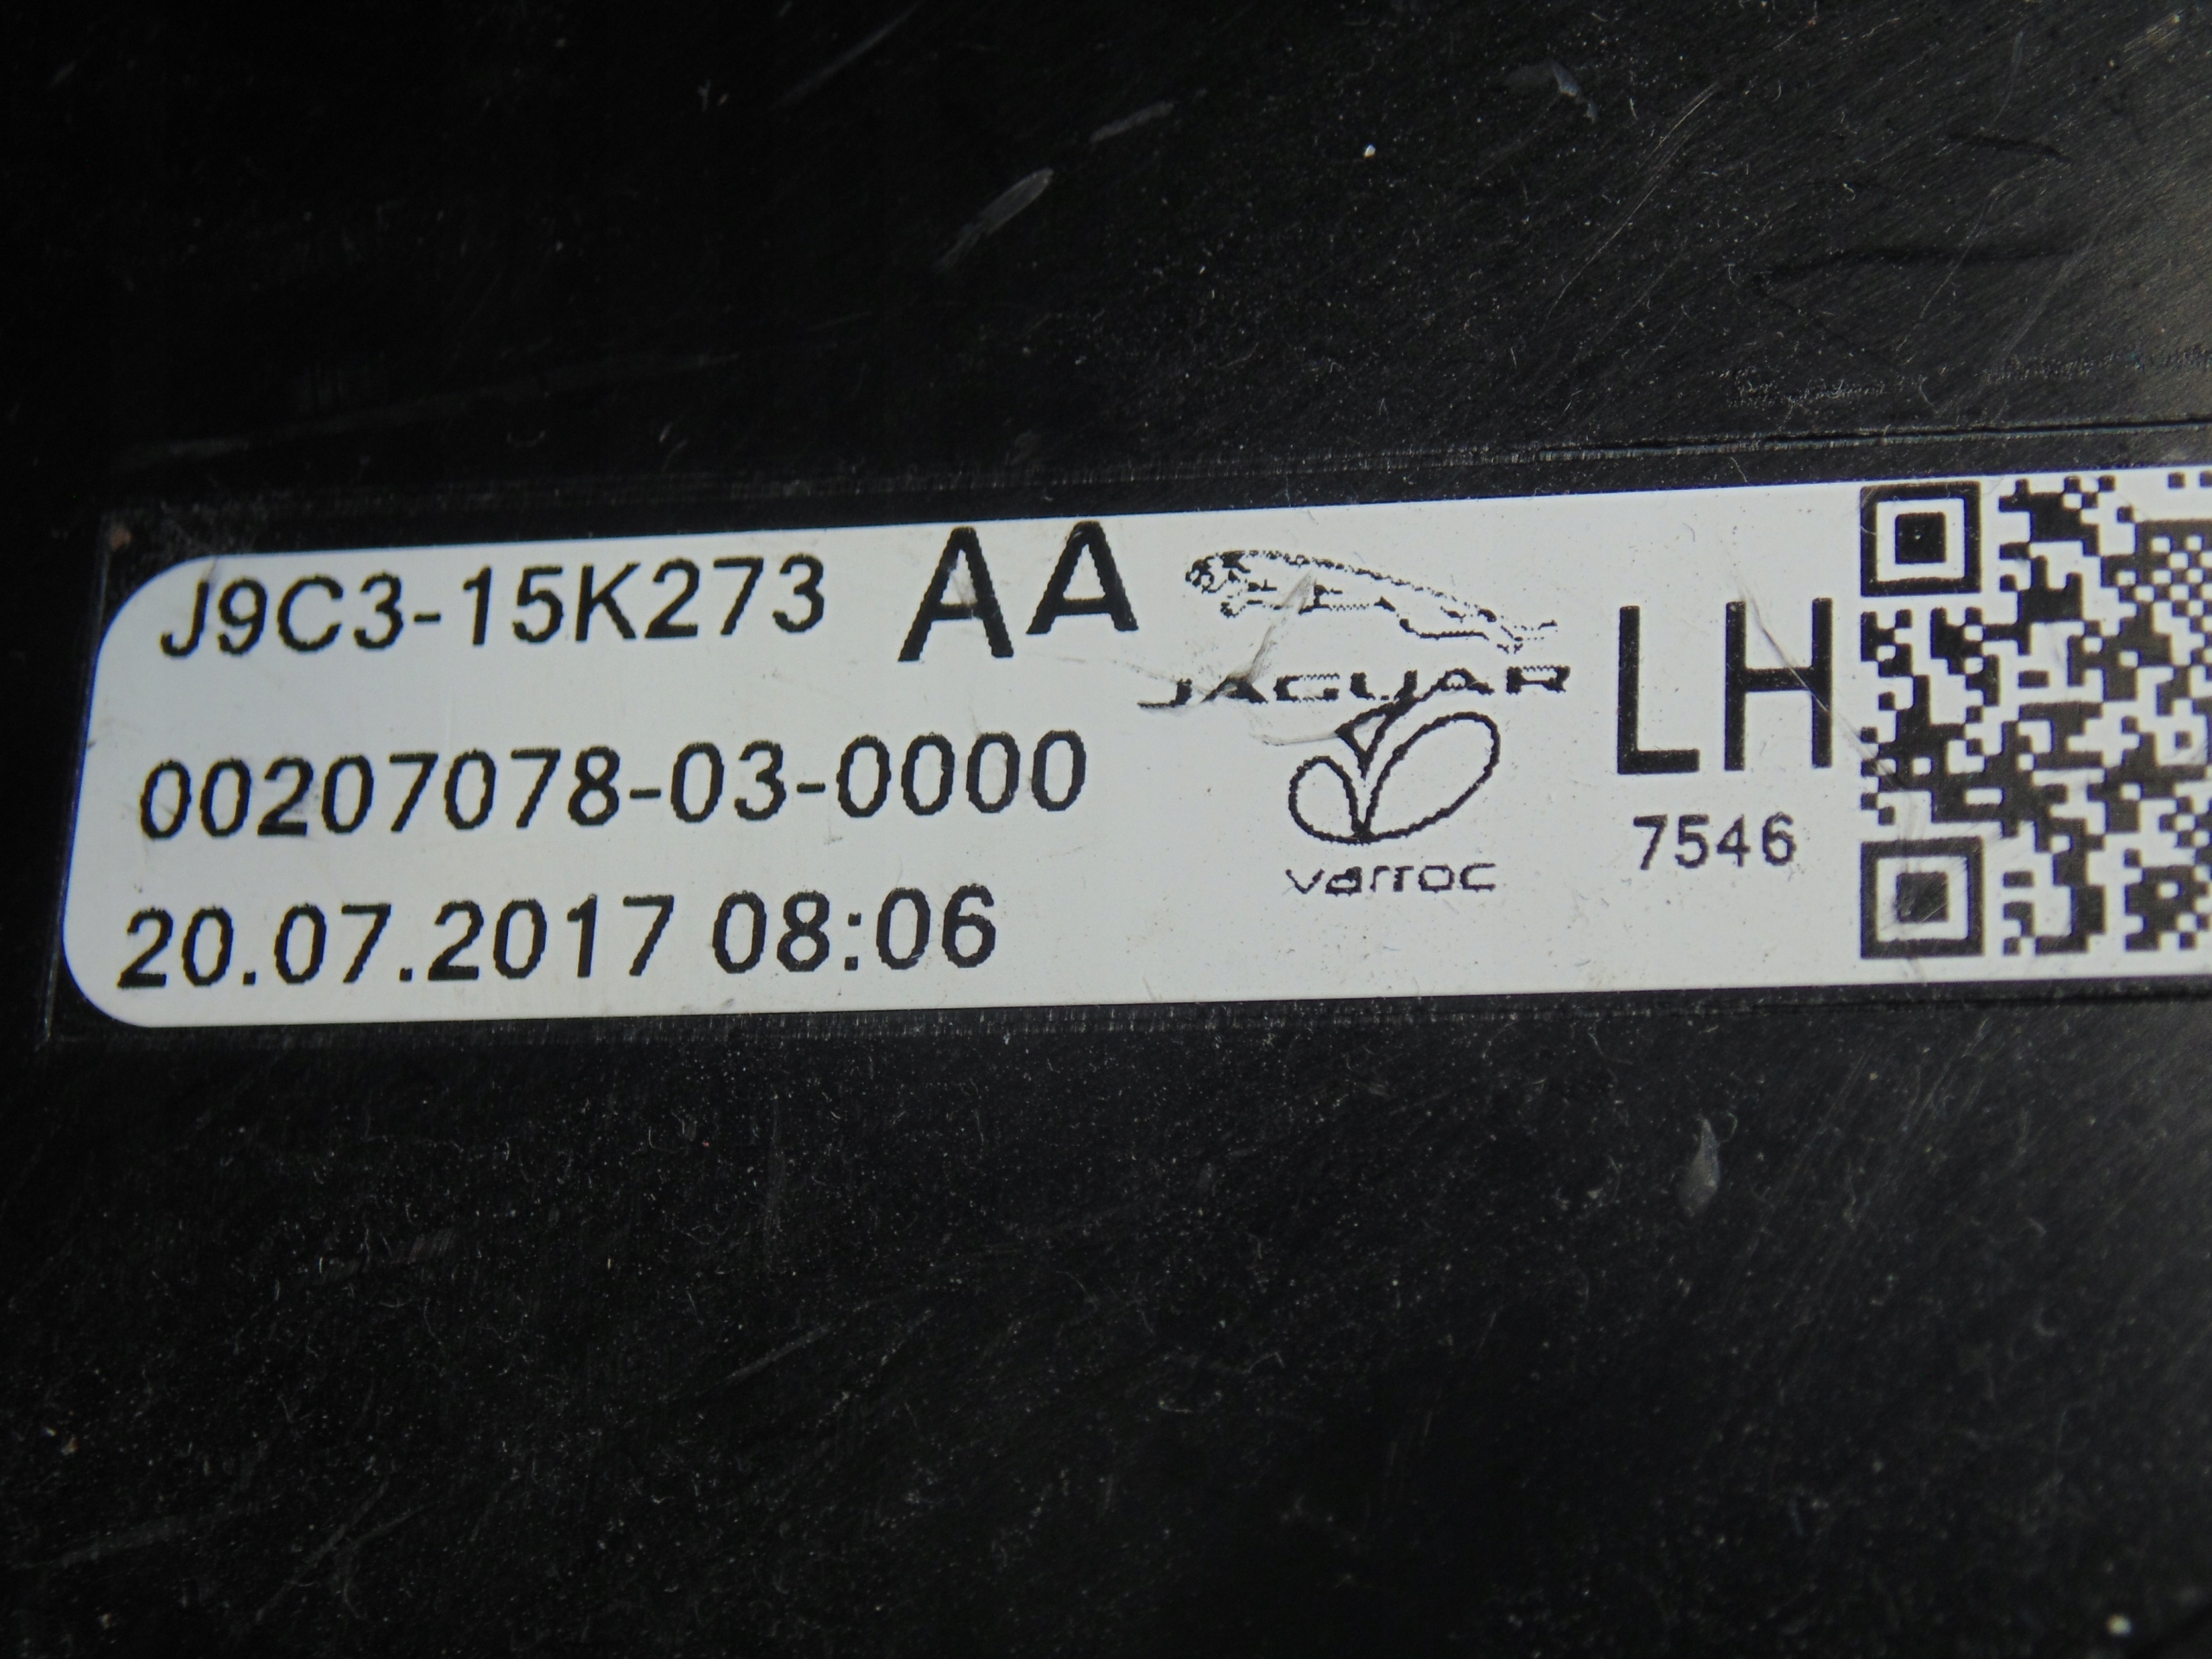 J9C3-15K273 AA
JAGUAR
LH
00207078-03-0000
varroc
7546
20.07.2017 08:06